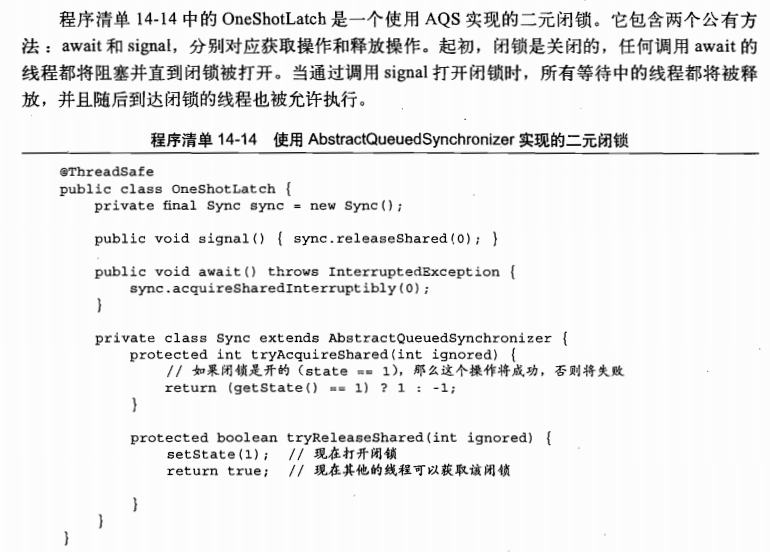 程序清单 14-14 中的 OneShotLatch 是一个使用 AQS 实现的二元闭锁。它包含两个公有方
法：await 和 signal，分别对应获取操作和释放操作。起初，闭锁是关闭的，任何调用 await 的
线程都将阻塞并直到闭锁被打开。当通过调用 signal 打开闭锁时，所有等待中的线程都将被释
放，并且随后到达闭锁的线程也被允许执行。
程序清单 14-14 使用 AbstractQueuedSynchronizer 实现的二元闭锁
@ThreadSafe
public class OneShotLatch {
    private final Sync sync = new Sync();
    public void signal() { sync.releaseShared(0); }
    public void await() throws InterruptedException {
        sync.acquireSharedInterruptibly(0);
    }
    private class Sync extends AbstractQueuedSynchronizer {
        protected int tryAcquireShared(int ignored) {
            // 如果闭锁是开的（state == 1），那么这个操作将成功，否则将失败
            return (getState() == 1) ? 1 : -1;
        }
        protected boolean tryReleaseShared(int ignored) {
            setState(1); // 现在打开闭锁
            return true; // 现在其他的线程可以获取该闭锁
        }
    }
}